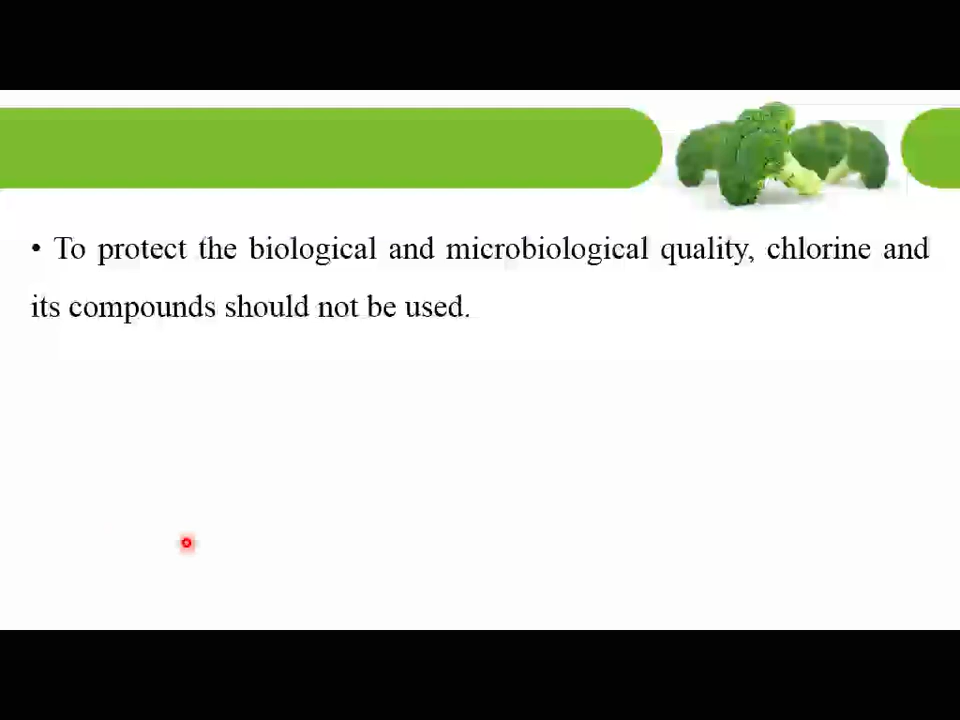 • To protect the biological and microbiological quality, chlorine and
its compounds should not be used.